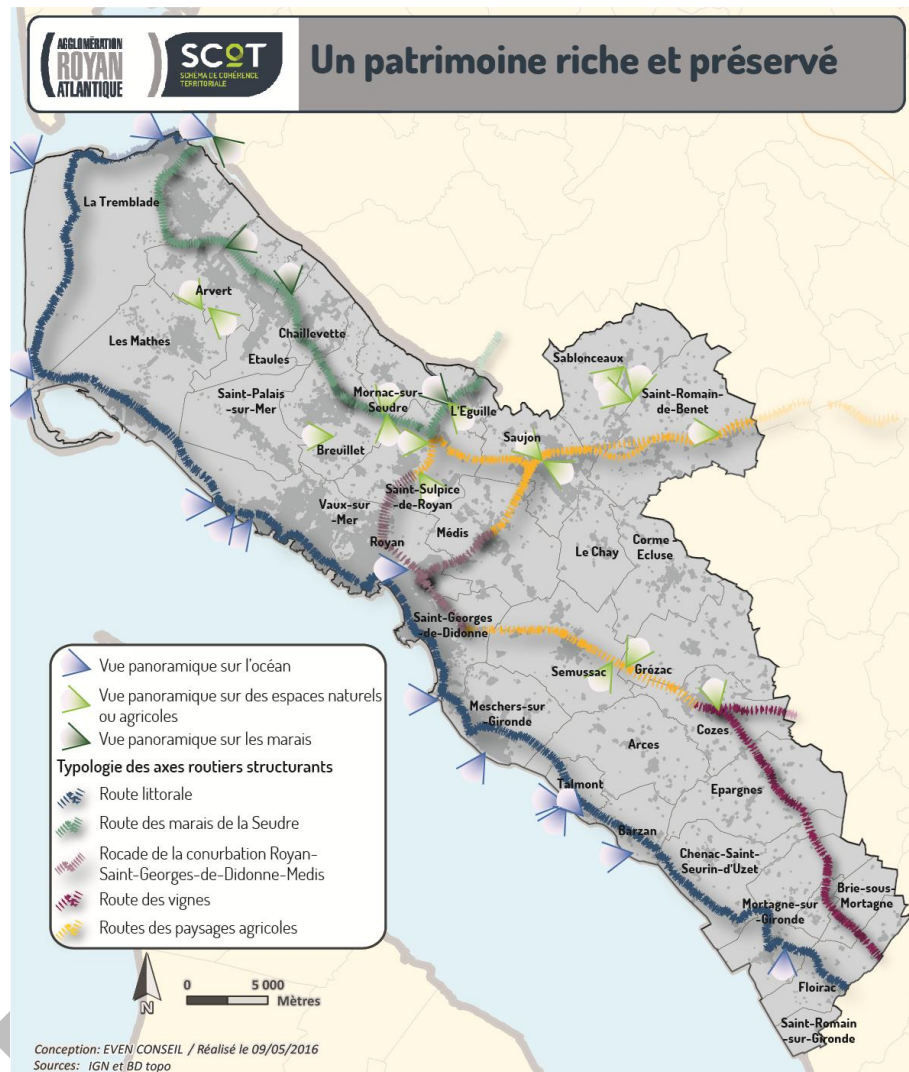 AGGLOMÉRATION
ROYAN
ATLANTIQUE
SCOT
SCHÉMA DE COHÉRENCE
TERRITORIALE
Un patrimoine riche et préservé
La Tremblade
Arvert
Les Mathes
Chaillevette
Etaules
Sablonceaux
Saint-Palais
-sur-Mer
Mornac-sur-
Seudre
L'Eguille
Saint-Romain-
de-Benet
Breuillet
Saujon
Saint-Sulpice
-de-Royan
Vaux-sur
-Mer
Médis
Royan
Le Chay
Corme
Ecluse
Saint-Georges
-de-Didonne
Semussac
Grézac
Meschers-sur
-Gironde
Cozes
Arces
Talmont
Epargnes
Barzan
Chenac-Saint-
Seurin-d'Uzet
Brie-sous-
Mortagne
Mortagne-sur
-Gironde
Floirac
Saint-Romain
-sur-Gironde
Vue panoramique sur l'océan
Vue panoramique sur des espaces naturels
ou agricoles
Vue panoramique sur les marais
Typologie des axes routiers structurants
Route littorale
Route des marais de la Seudre
Rocade de la conurbation Royan-
Saint-Georges-de-Didonne-Medis
Route des vignes
Routes des paysages agricoles
N
0 5 000
Mètres
Conception: EVEN CONSEIL / Réalisé le 09/05/2016
Sources: IGN et BD topo